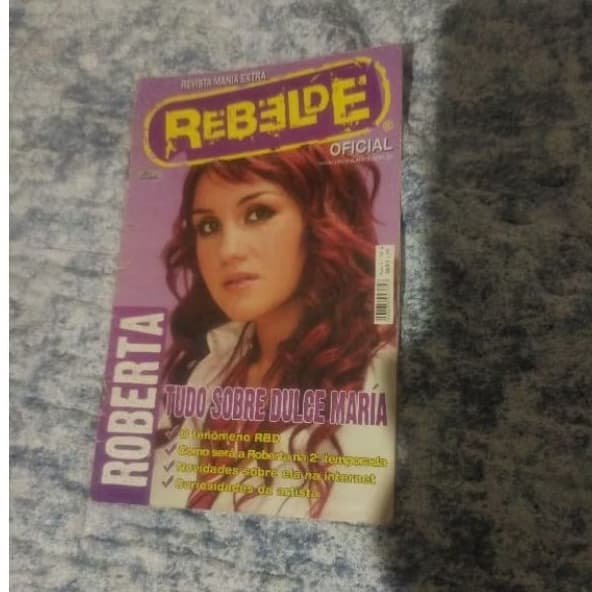 REVISTA MANIA EXTRA
REBELDE
®
OFICIAL
ROBERTA
TUDO SOBRE DULCE MARÍA
✓ O fenômeno RBD
✓ Como será a Roberta na 2ª temporada
✓ Novidades sobre ela na internet
✓ Curiosidades da artista